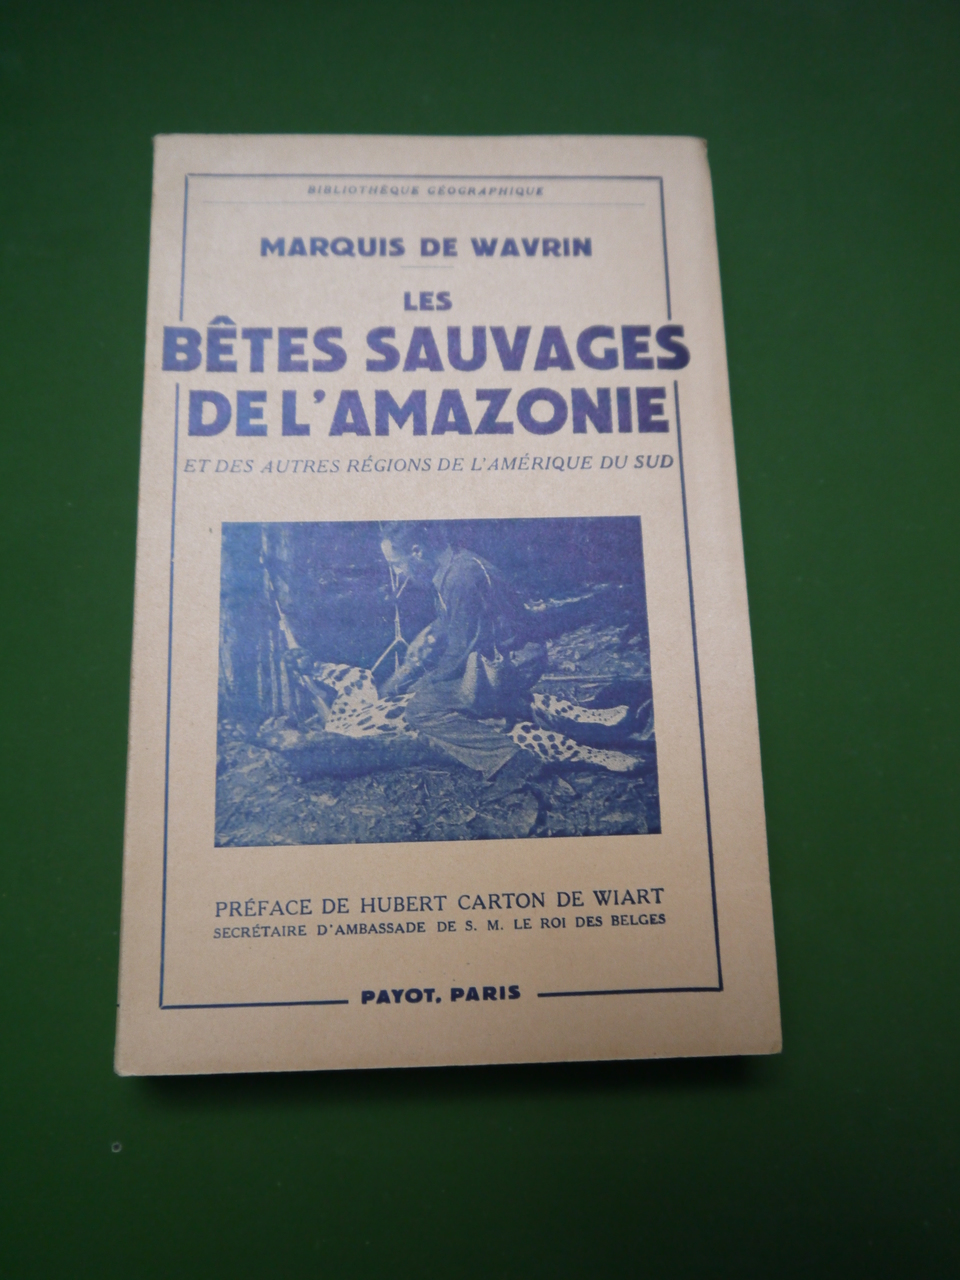 BIBLIOTHÈQUE GÉOGRAPHIQUE
MARQUIS DE WAVRIN
LES
BÊTES SAUVAGES
DE L'AMAZONIE
ET DES AUTRES RÉGIONS DE L'AMÉRIQUE DU SUD
PRÉFACE DE HUBERT CARTON DE WIART
SECRÉTAIRE D'AMBASSADE DE S. M. LE ROI DES BELGES
PAYOT, PARIS